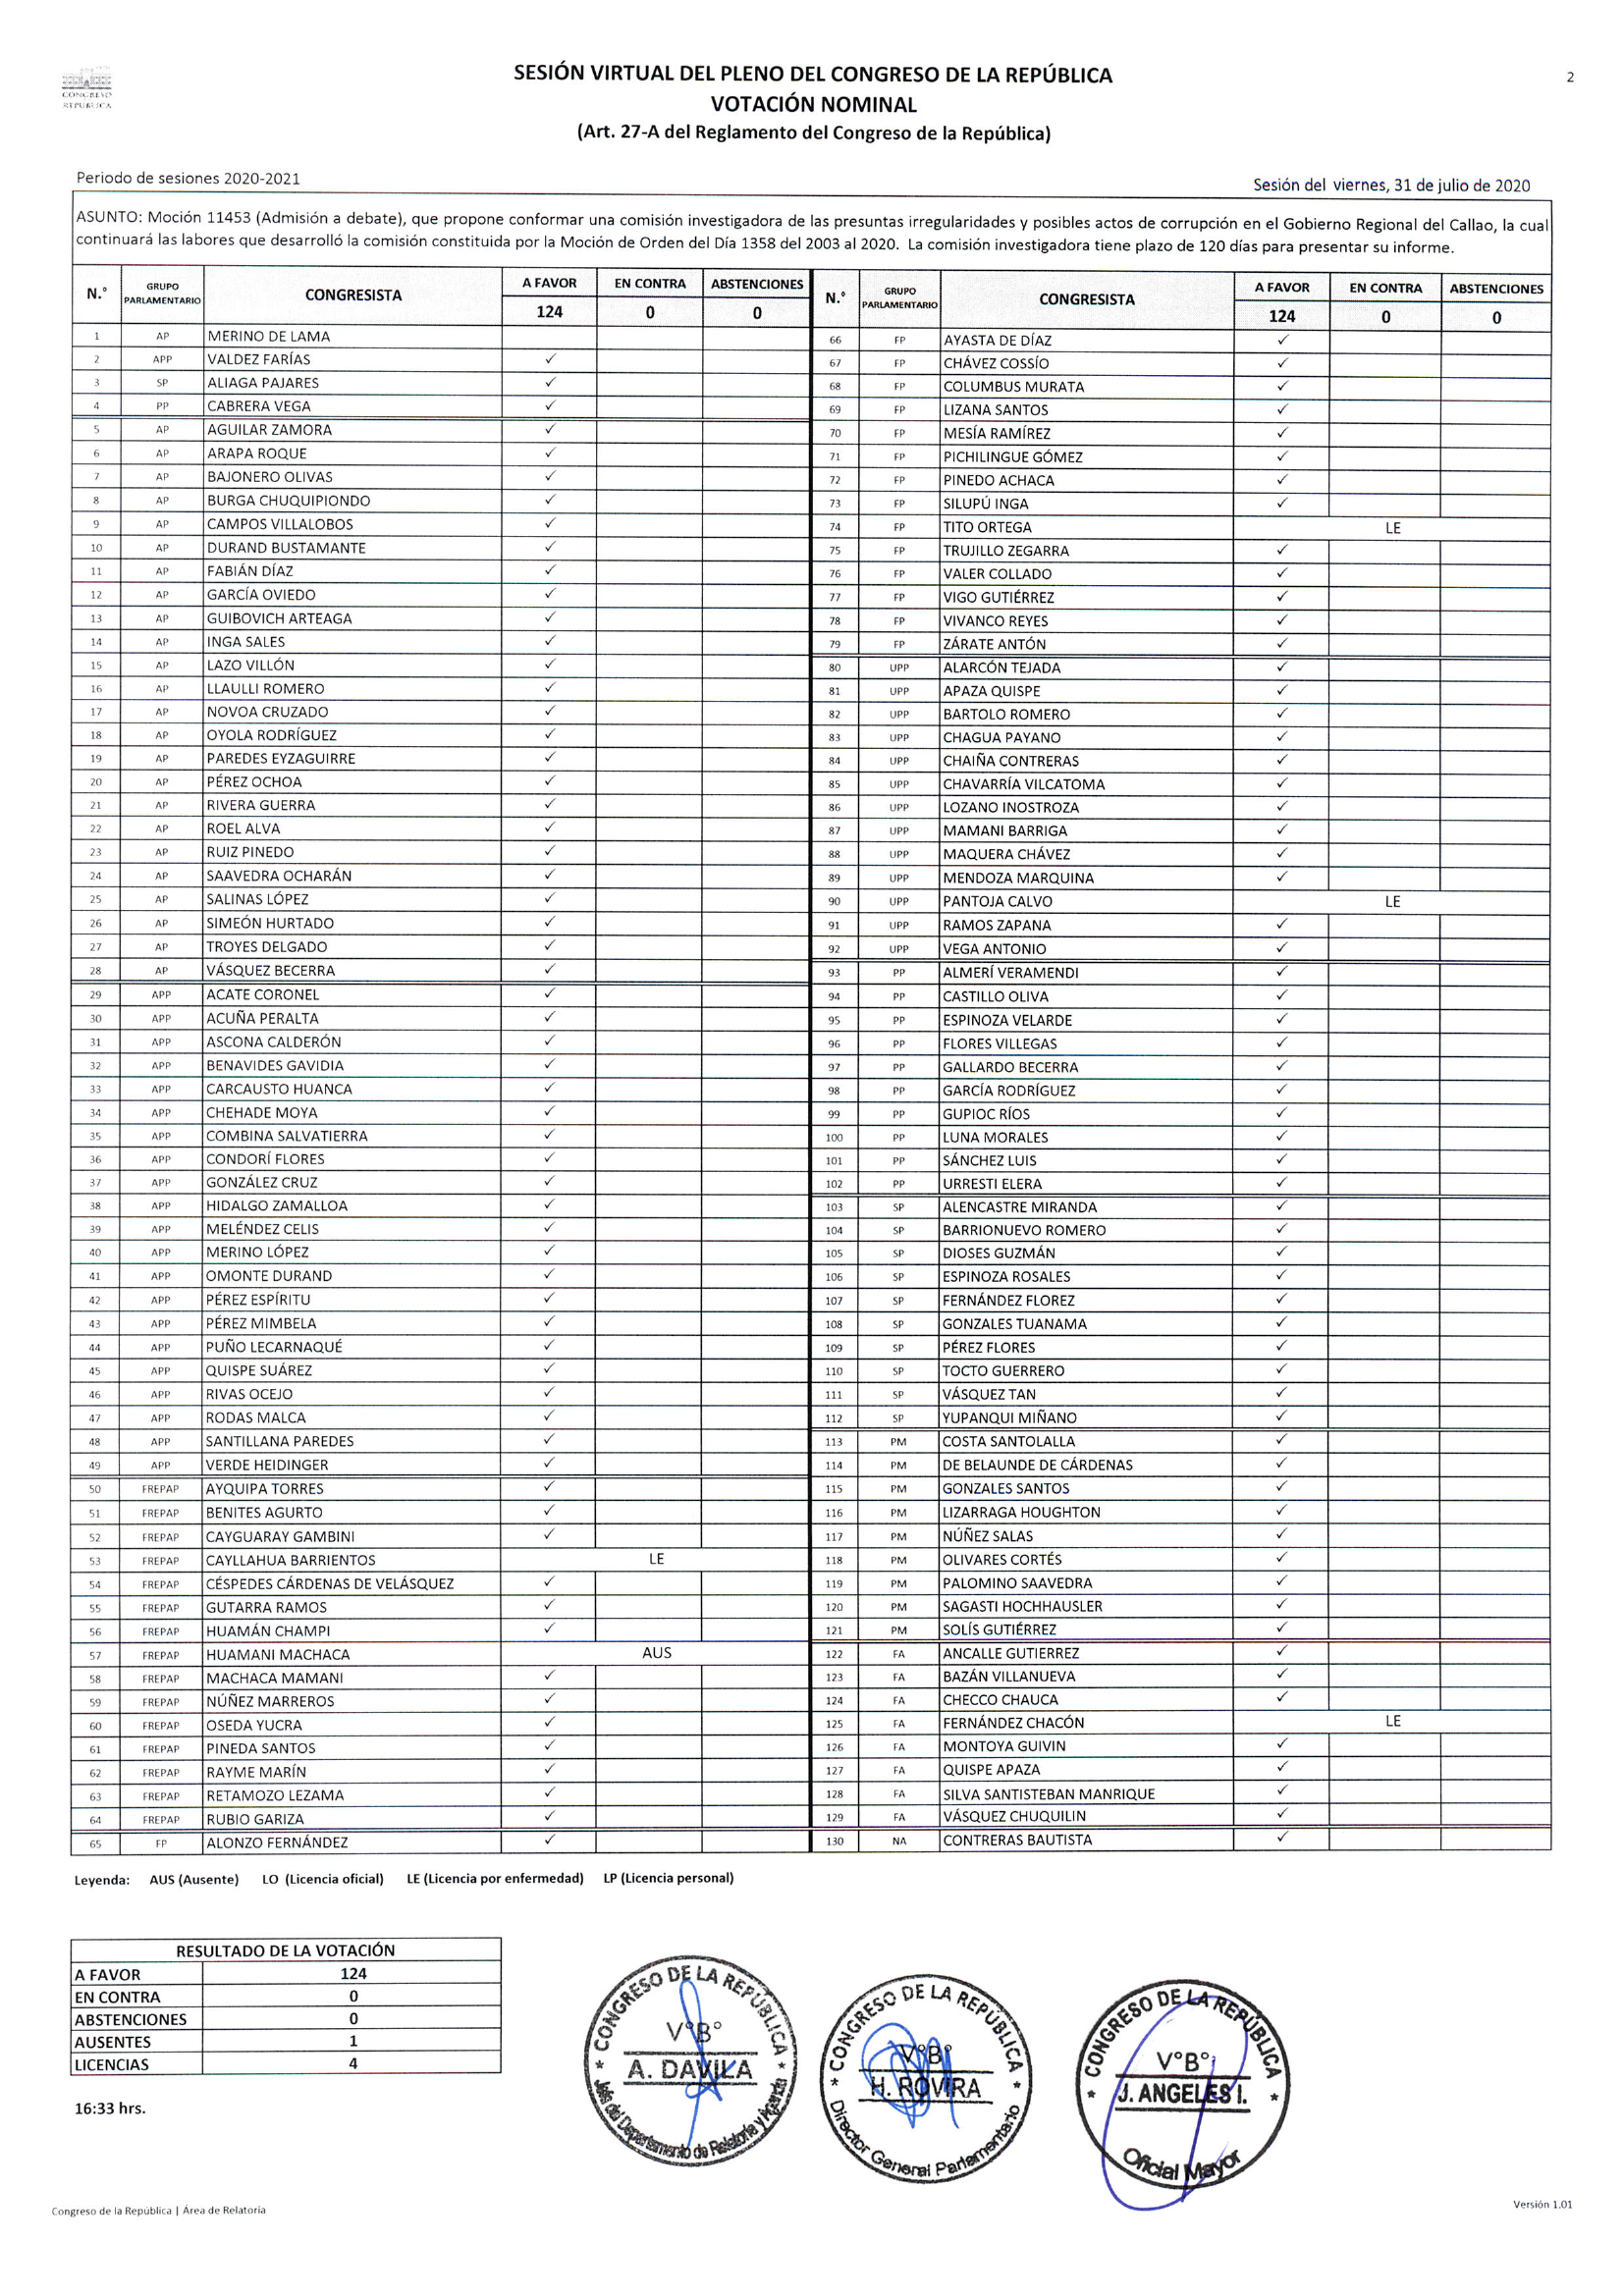 CONGRESO
REPÚBLICA
SESIÓN VIRTUAL DEL PLENO DEL CONGRESO DE LA REPÚBLICA
VOTACIÓN NOMINAL
(Art. 27-A del Reglamento del Congreso de la República)
2
Periodo de sesiones 2020-2021
Sesión del viernes, 31 de julio de 2020
ASUNTO: Moción 11453 (Admisión a debate), que propone conformar una comisión investigadora de las presuntas irregularidades y posibles actos de corrupción en el Gobierno Regional del Callao, la cual
continuará las labores que desarrolló la comisión constituida por la Moción de Orden del Día 1358 del 2003 al 2020. La comisión investigadora tiene plazo de 120 días para presentar su informe.
N.° GRUPO PARLAMENTARIO CONGRESISTA A FAVOR EN CONTRA ABSTENCIONES
124 0 0
1 AP MERINO DE LAMA
2 APP VALDEZ FARÍAS ✓
3 SP ALIAGA PAJARES ✓
4 PP CABRERA VEGA ✓
5 AP AGUILAR ZAMORA ✓
6 AP ARAPA ROQUE ✓
7 AP BAJONERO OLIVAS ✓
8 AP BURGA CHUQUIPIONDO ✓
9 AP CAMPOS VILLALOBOS ✓
10 AP DURAND BUSTAMANTE ✓
11 AP FABIÁN DÍAZ ✓
12 AP GARCÍA OVIEDO ✓
13 AP GUIBOVICH ARTEAGA ✓
14 AP INGA SALES ✓
15 AP LAZO VILLÓN ✓
16 AP LLAULLI ROMERO ✓
17 AP NOVOA CRUZADO ✓
18 AP OYOLA RODRÍGUEZ ✓
19 AP PAREDES EYZAGUIRRE ✓
20 AP PÉREZ OCHOA ✓
21 AP RIVERA GUERRA ✓
22 AP ROEL ALVA ✓
23 AP RUIZ PINEDO ✓
24 AP SAAVEDRA OCHARÁN ✓
25 AP SALINAS LÓPEZ ✓
26 AP SIMEÓN HURTADO ✓
27 AP TROYES DELGADO ✓
28 AP VÁSQUEZ BECERRA ✓
29 APP ACATE CORONEL ✓
30 APP ACUÑA PERALTA ✓
31 APP ASCONA CALDERÓN ✓
32 APP BENAVIDES GAVIDIA ✓
33 APP CARCAUSTO HUANCA ✓
34 APP CHEHADE MOYA ✓
35 APP COMBINA SALVATIERRA ✓
36 APP CONDORÍ FLORES ✓
37 APP GONZÁLEZ CRUZ ✓
38 APP HIDALGO ZAMALLOA ✓
39 APP MELÉNDEZ CELIS ✓
40 APP MERINO LÓPEZ ✓
41 APP OMONTE DURAND ✓
42 APP PÉREZ ESPÍRITU ✓
43 APP PÉREZ MIMBELA ✓
44 APP PUÑO LECARNAQUÉ ✓
45 APP QUISPE SUÁREZ ✓
46 APP RIVAS OCEJO ✓
47 APP RODAS MALCA ✓
48 APP SANTILLANA PAREDES ✓
49 APP VERDE HEIDINGER ✓
50 FREPAP AYQUIPA TORRES ✓
51 FREPAP BENITES AGURTO ✓
52 FREPAP CAYGUARAY GAMBINI ✓
53 FREPAP CAYLLAHUA BARRIENTOS LE
54 FREPAP CÉSPEDES CÁRDENAS DE VELÁSQUEZ ✓
55 FREPAP GUTARRA RAMOS ✓
56 FREPAP HUAMÁN CHAMPI ✓
57 FREPAP HUAMANI MACHACA AUS
58 FREPAP MACHACA MAMANI ✓
59 FREPAP NÚÑEZ MARREROS ✓
60 FREPAP OSEDA YUCRA ✓
61 FREPAP PINEDA SANTOS ✓
62 FREPAP RAYME MARÍN ✓
63 FREPAP RETAMOZO LEZAMA ✓
64 FREPAP RUBIO GARIZA ✓
65 FP ALONZO FERNÁNDEZ ✓
N.° GRUPO PARLAMENTARIO CONGRESISTA A FAVOR EN CONTRA ABSTENCIONES
124 0 0
66 FP AYASTA DE DÍAZ ✓
67 FP CHÁVEZ COSSÍO ✓
68 FP COLUMBUS MURATA ✓
69 FP LIZANA SANTOS ✓
70 FP MESÍA RAMÍREZ ✓
71 FP PICHILINGUE GÓMEZ ✓
72 FP PINEDO ACHACA ✓
73 FP SILUPÚ INGA ✓
74 FP TITO ORTEGA LE
75 FP TRUJILLO ZEGARRA ✓
76 FP VALER COLLADO ✓
77 FP VIGO GUTIÉRREZ ✓
78 FP VIVANCO REYES ✓
79 FP ZÁRATE ANTÓN ✓
80 UPP ALARCÓN TEJADA ✓
81 UPP APAZA QUISPE ✓
82 UPP BARTOLO ROMERO ✓
83 UPP CHAGUA PAYANO ✓
84 UPP CHAIÑA CONTRERAS ✓
85 UPP CHAVARRÍA VILCATOMA ✓
86 UPP LOZANO INOSTROZA ✓
87 UPP MAMANI BARRIGA ✓
88 UPP MAQUERA CHÁVEZ ✓
89 UPP MENDOZA MARQUINA ✓
90 UPP PANTOJA CALVO LE
91 UPP RAMOS ZAPANA ✓
92 UPP VEGA ANTONIO ✓
93 PP ALMERÍ VERAMENDI ✓
94 PP CASTILLO OLIVA ✓
95 PP ESPINOZA VELARDE ✓
96 PP FLORES VILLEGAS ✓
97 PP GALLARDO BECERRA ✓
98 PP GARCÍA RODRÍGUEZ ✓
99 PP GUPIOC RÍOS ✓
100 PP LUNA MORALES ✓
101 PP SÁNCHEZ LUIS ✓
102 PP URRESTI ELERA ✓
103 SP ALENCASTRE MIRANDA ✓
104 SP BARRIONUEVO ROMERO ✓
105 SP DIOSES GUZMÁN ✓
106 SP ESPINOZA ROSALES ✓
107 SP FERNÁNDEZ FLOREZ ✓
108 SP GONZALES TUANAMA ✓
109 SP PÉREZ FLORES ✓
110 SP TOCTO GUERRERO ✓
111 SP VÁSQUEZ TAN ✓
112 SP YUPANQUI MIÑANO ✓
113 PM COSTA SANTOLALLA ✓
114 PM DE BELAUNDE DE CÁRDENAS ✓
115 PM GONZALES SANTOS ✓
116 PM LIZARRAGA HOUGHTON ✓
117 PM NÚÑEZ SALAS ✓
118 PM OLIVARES CORTÉS ✓
119 PM PALOMINO SAAVEDRA ✓
120 PM SAGASTI HOCHHAUSLER ✓
121 PM SOLÍS GUTIÉRREZ ✓
122 FA ANCALLE GUTIERREZ ✓
123 FA BAZÁN VILLANUEVA ✓
124 FA CHECCO CHAUCA ✓
125 FA FERNÁNDEZ CHACÓN LE
126 FA MONTOYA GUIVIN ✓
127 FA QUISPE APAZA ✓
128 FA SILVA SANTISTEBAN MANRIQUE ✓
129 FA VÁSQUEZ CHUQUILIN ✓
130 NA CONTRERAS BAUTISTA ✓
Leyenda: AUS (Ausente) LO (Licencia oficial) LE (Licencia por enfermedad) LP (Licencia personal)
RESULTADO DE LA VOTACIÓN
A FAVOR 124
EN CONTRA 0
ABSTENCIONES 0
AUSENTES 1
LICENCIAS 4
16:33 hrs.
* CONGRESO DE LA REPÚBLICA *
V°B°
A. DAVILA
Jefe del Departamento de Relatoría y Agenda
* CONGRESO DE LA REPÚBLICA *
V°B°
H. ROVIRA
Director General Parlamentario
* CONGRESO DE LA REPÚBLICA *
V°B°
J. ANGELES I.
Oficial Mayor
Congreso de la República | Área de Relatoría
Versión 1.01